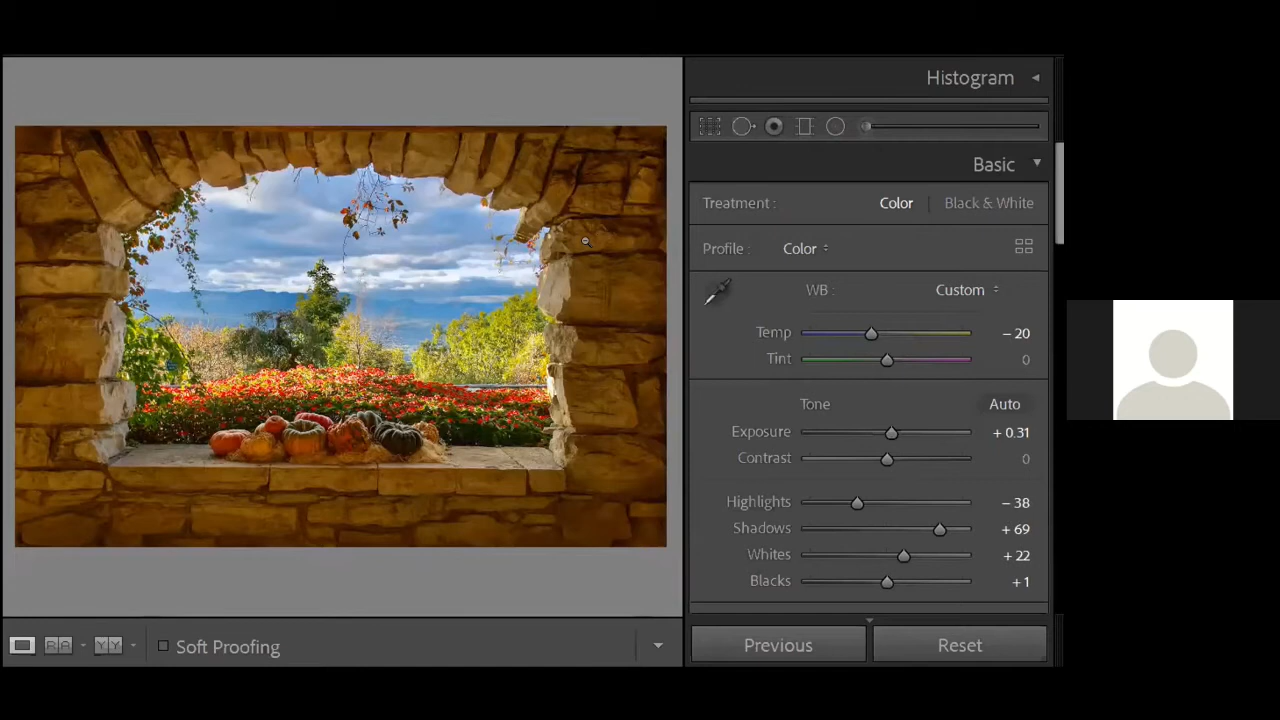 Histogram
Basic
Treatment : Color Black & White
Profile : Color
WB : Custom
Temp − 20
Tint 0
Tone Auto
Exposure + 0.31
Contrast 0
Highlights − 38
Shadows + 69
Whites + 22
Blacks + 1
R A Y Y Soft Proofing
Previous Reset